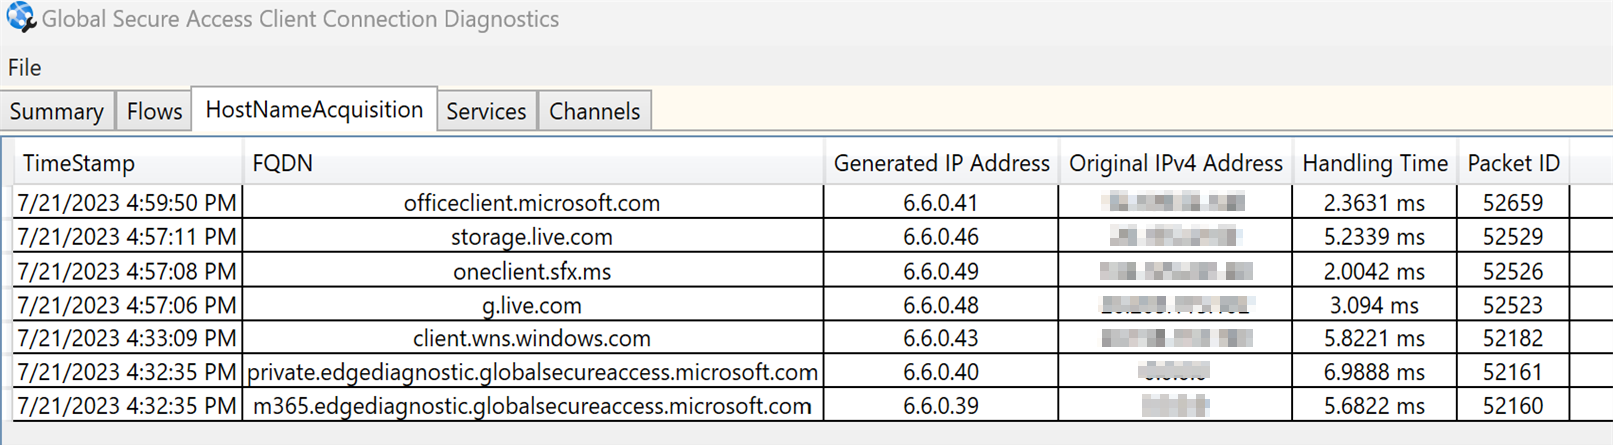 Global Secure Access Client Connection Diagnostics
File
Summary Flows HostNameAcquisition Services Channels
TimeStamp FQDN Generated IP Address Original IPv4 Address Handling Time Packet ID
7/21/2023 4:59:50 PM officeclient.microsoft.com 6.6.0.41 2.3631 ms 52659
7/21/2023 4:57:11 PM storage.live.com 6.6.0.46 5.2339 ms 52529
7/21/2023 4:57:08 PM oneclient.sfx.ms 6.6.0.49 2.0042 ms 52526
7/21/2023 4:57:06 PM g.live.com 6.6.0.48 3.094 ms 52523
7/21/2023 4:33:09 PM client.wns.windows.com 6.6.0.43 5.8221 ms 52182
7/21/2023 4:32:35 PM private.edgediagnostic.globalsecureaccess.microsoft.com 6.6.0.40 6.9888 ms 52161
7/21/2023 4:32:35 PM m365.edgediagnostic.globalsecureaccess.microsoft.com 6.6.0.39 5.6822 ms 52160